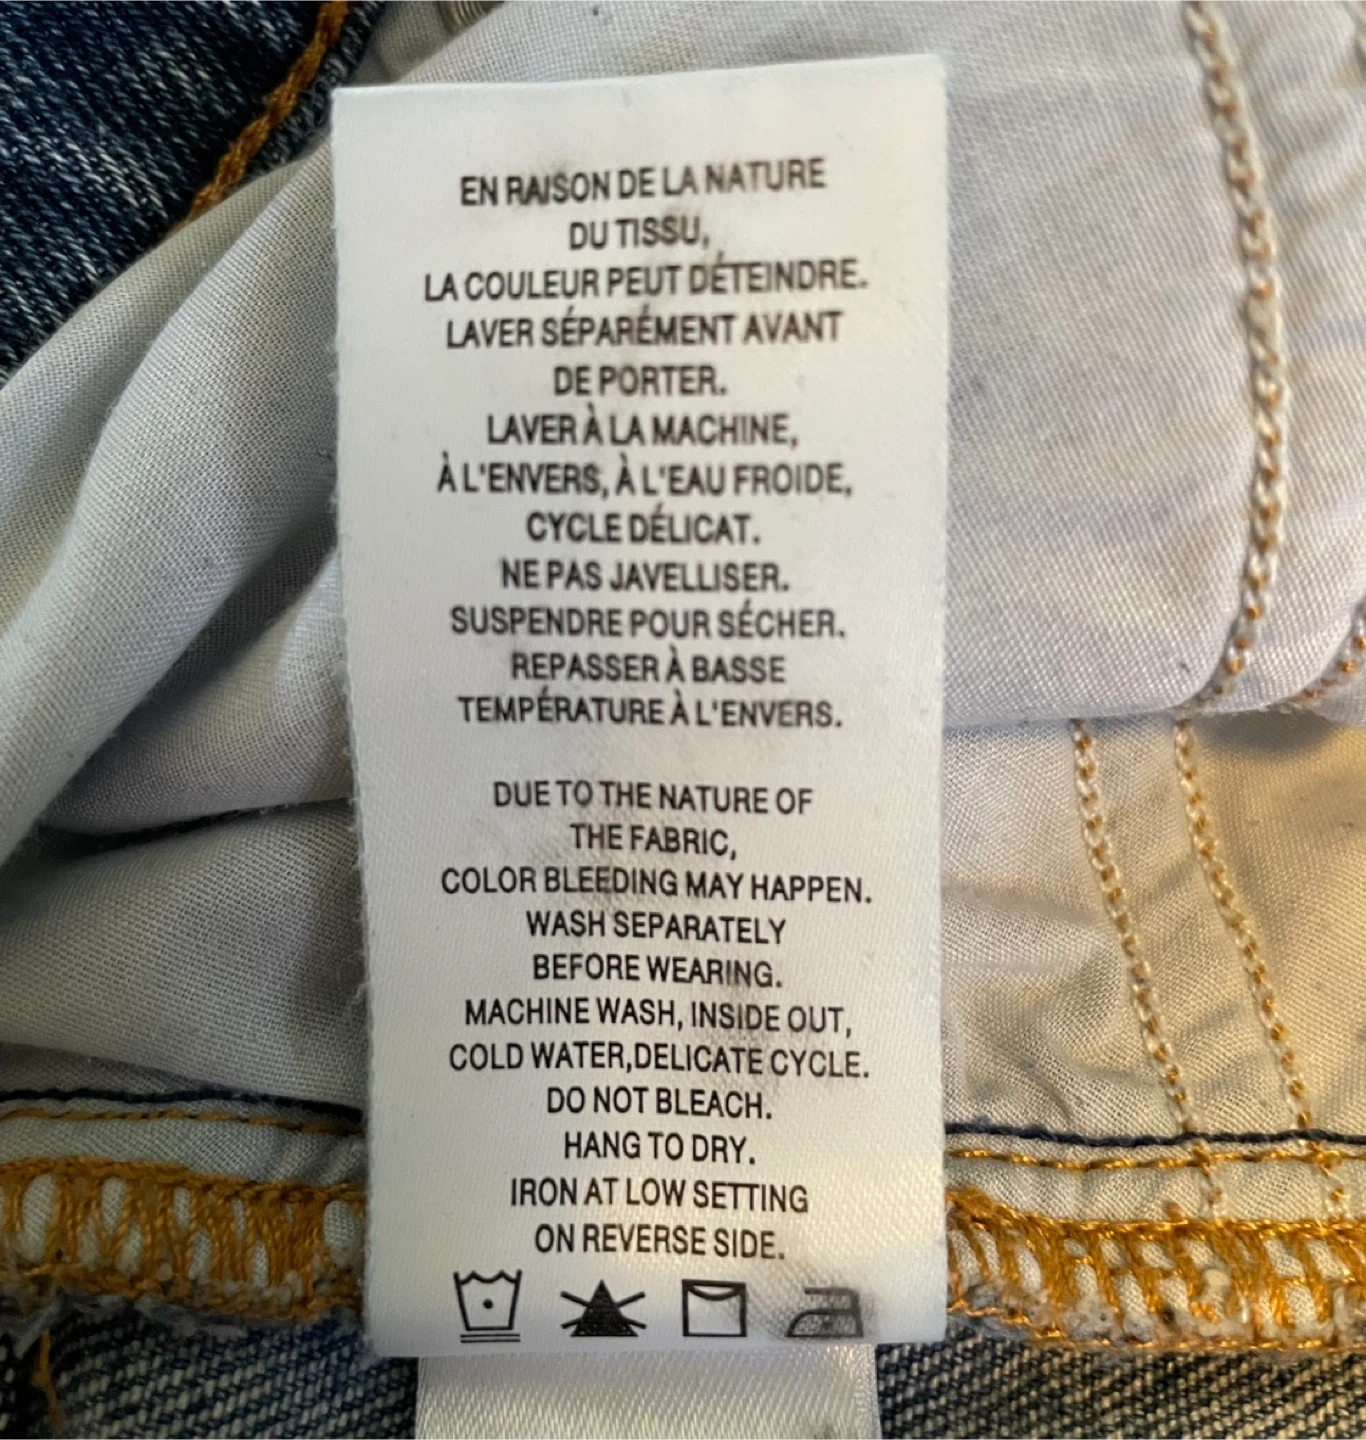 EN RAISON DE LA NATURE
DU TISSU,
LA COULEUR PEUT DÉTEINDRE.
LAVER SÉPARÉMENT AVANT
DE PORTER.
LAVER À LA MACHINE,
À L'ENVERS, À L'EAU FROIDE,
CYCLE DÉLICAT.
NE PAS JAVELLISER.
SUSPENDRE POUR SÉCHER.
REPASSER À BASSE
TEMPÉRATURE À L'ENVERS.
DUE TO THE NATURE OF
THE FABRIC,
COLOR BLEEDING MAY HAPPEN.
WASH SEPARATELY
BEFORE WEARING.
MACHINE WASH, INSIDE OUT,
COLD WATER,DELICATE CYCLE.
DO NOT BLEACH.
HANG TO DRY.
IRON AT LOW SETTING
ON REVERSE SIDE.